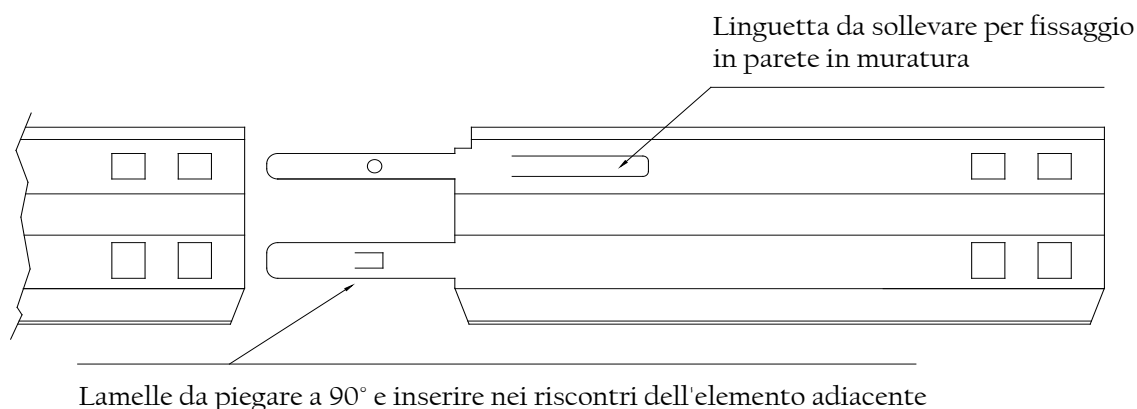 Linguetta da sollevare per fissaggio
in parete in muratura
Lamelle da piegare a 90° e inserire nei riscontri dell'elemento adiacente